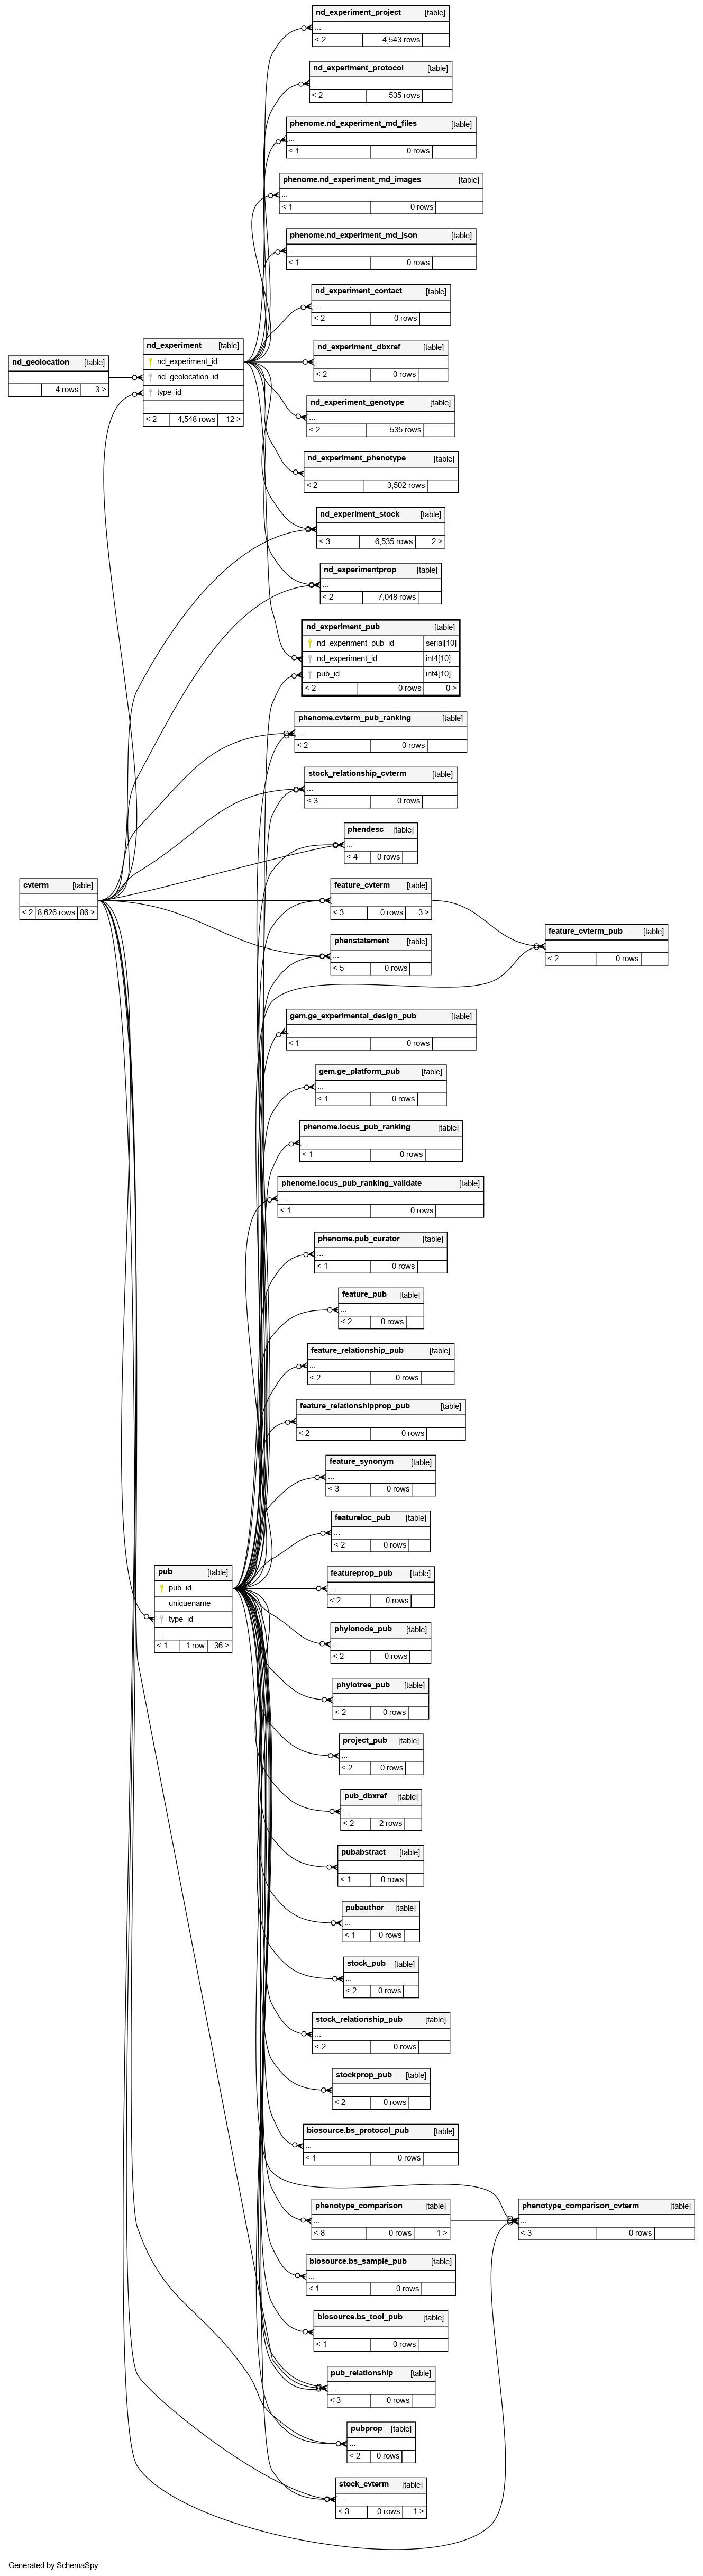 nd_experiment_project [table]
...
< 2 4,543 rows
nd_experiment_protocol [table]
...
< 2 535 rows
phenome.nd_experiment_md_files [table]
...
< 1 0 rows
phenome.nd_experiment_md_images [table]
...
< 1 0 rows
phenome.nd_experiment_md_json [table]
...
< 1 0 rows
nd_experiment_contact [table]
...
< 2 0 rows
nd_experiment [table]
nd_experiment_id
nd_geolocation_id
type_id
...
< 2 4,548 rows 12 >
nd_geolocation [table]
...
4 rows 3 >
nd_experiment_dbxref [table]
...
< 2 0 rows
nd_experiment_genotype [table]
...
< 2 535 rows
nd_experiment_phenotype [table]
...
< 2 3,502 rows
nd_experiment_stock [table]
...
< 3 6,535 rows 2 >
nd_experimentprop [table]
...
< 2 7,048 rows
nd_experiment_pub [table]
nd_experiment_pub_id serial[10]
nd_experiment_id int4[10]
pub_id int4[10]
< 2 0 rows 0 >
phenome.cvterm_pub_ranking [table]
...
< 2 0 rows
stock_relationship_cvterm [table]
...
< 3 0 rows
phendesc [table]
...
< 4 0 rows
cvterm [table]
...
< 2 8,626 rows 86 >
feature_cvterm [table]
...
< 3 0 rows 3 >
feature_cvterm_pub [table]
...
< 2 0 rows
phenstatement [table]
...
< 5 0 rows
gem.ge_experimental_design_pub [table]
...
< 1 0 rows
gem.ge_platform_pub [table]
...
< 1 0 rows
phenome.locus_pub_ranking [table]
...
< 1 0 rows
phenome.locus_pub_ranking_validate [table]
...
< 1 0 rows
phenome.pub_curator [table]
...
< 1 0 rows
feature_pub [table]
...
< 2 0 rows
feature_relationship_pub [table]
...
< 2 0 rows
feature_relationshipprop_pub [table]
...
< 2 0 rows
feature_synonym [table]
...
< 3 0 rows
featureloc_pub [table]
...
< 2 0 rows
pub [table]
pub_id
uniquename
type_id
...
< 1 1 row 36 >
featureprop_pub [table]
...
< 2 0 rows
phylonode_pub [table]
...
< 2 0 rows
phylotree_pub [table]
...
< 2 0 rows
project_pub [table]
...
< 2 0 rows
pub_dbxref [table]
...
< 2 2 rows
pubabstract [table]
...
< 1 0 rows
pubauthor [table]
...
< 1 0 rows
stock_pub [table]
...
< 2 0 rows
stock_relationship_pub [table]
...
< 2 0 rows
stockprop_pub [table]
...
< 2 0 rows
biosource.bs_protocol_pub [table]
...
< 1 0 rows
phenotype_comparison [table]
...
< 8 0 rows 1 >
phenotype_comparison_cvterm [table]
...
< 3 0 rows
biosource.bs_sample_pub [table]
...
< 1 0 rows
biosource.bs_tool_pub [table]
...
< 1 0 rows
pub_relationship [table]
...
< 3 0 rows
pubprop [table]
...
< 2 0 rows
stock_cvterm [table]
...
< 3 0 rows 1 >
Generated by SchemaSpy